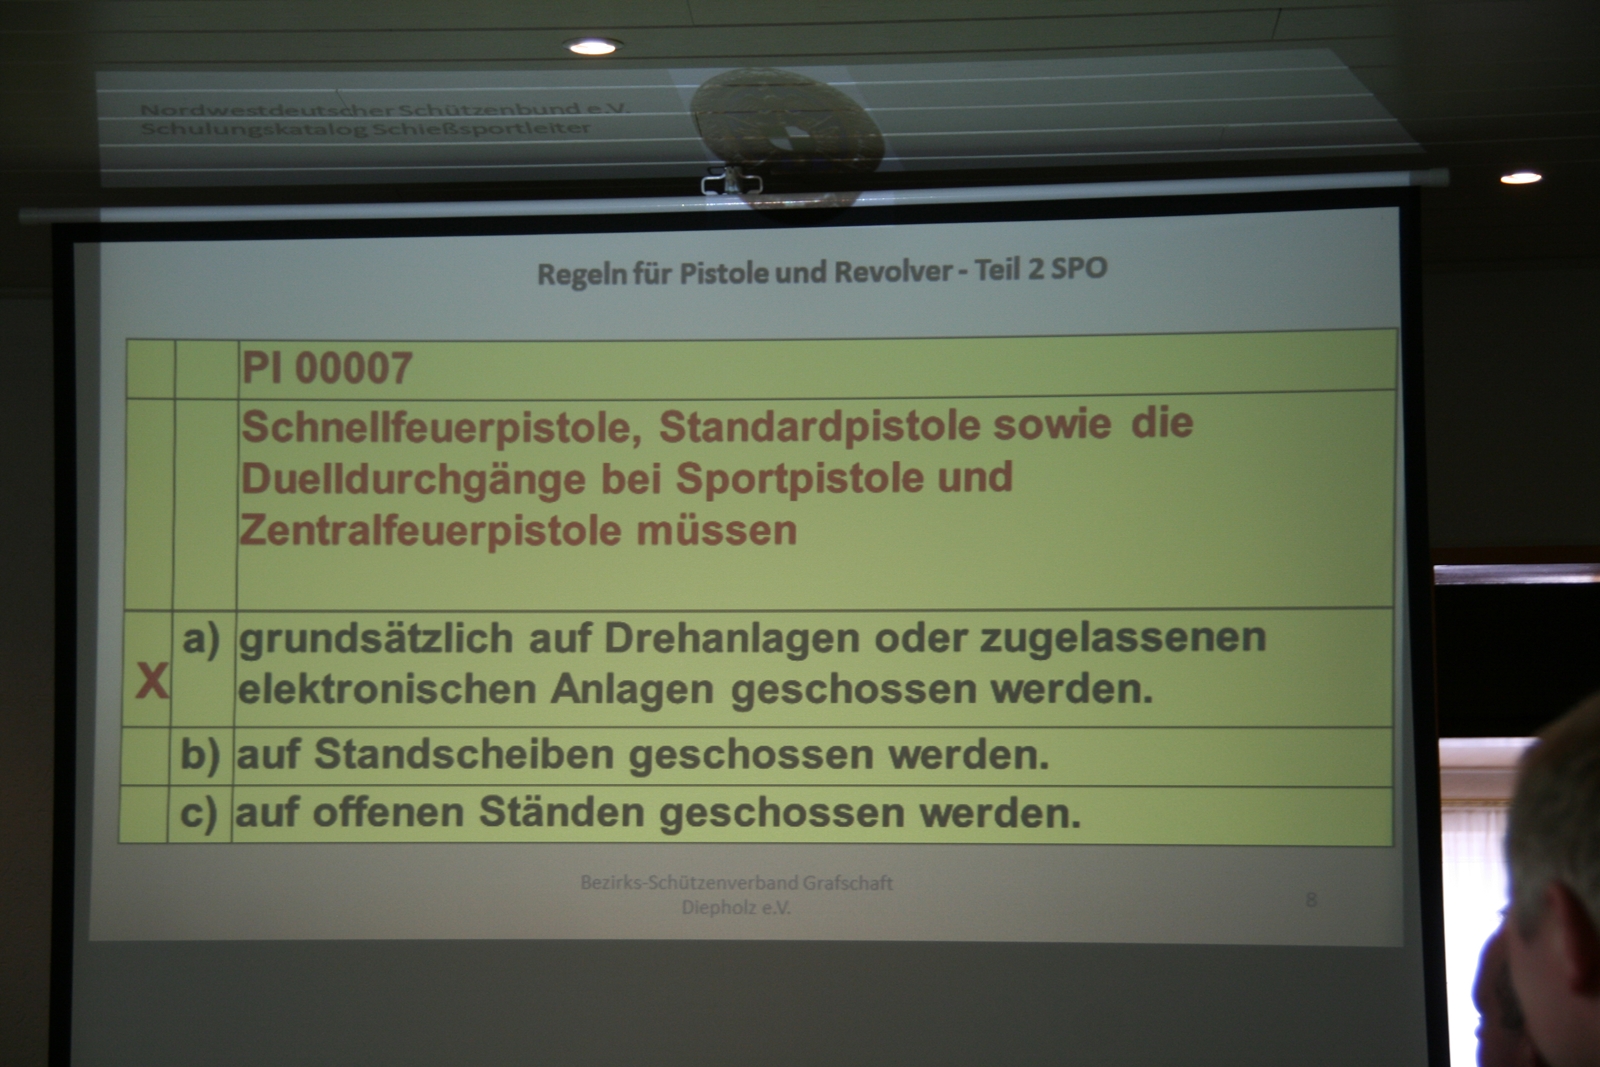 Nordwestdeutscher Schützenbund e.V.
Schulungskatalog Schießsportleiter
Regeln für Pistole und Revolver - Teil 2 SPO
PI 00007
Schnellfeuerpistole, Standardpistole sowie die
Duelldurchgänge bei Sportpistole und
Zentralfeuerpistole müssen
X a) grundsätzlich auf Drehanlagen oder zugelassenen
elektronischen Anlagen geschossen werden.
b) auf Standscheiben geschossen werden.
c) auf offenen Ständen geschossen werden.
Bezirks-Schützenverband Grafschaft
Diepholz e.V.
8